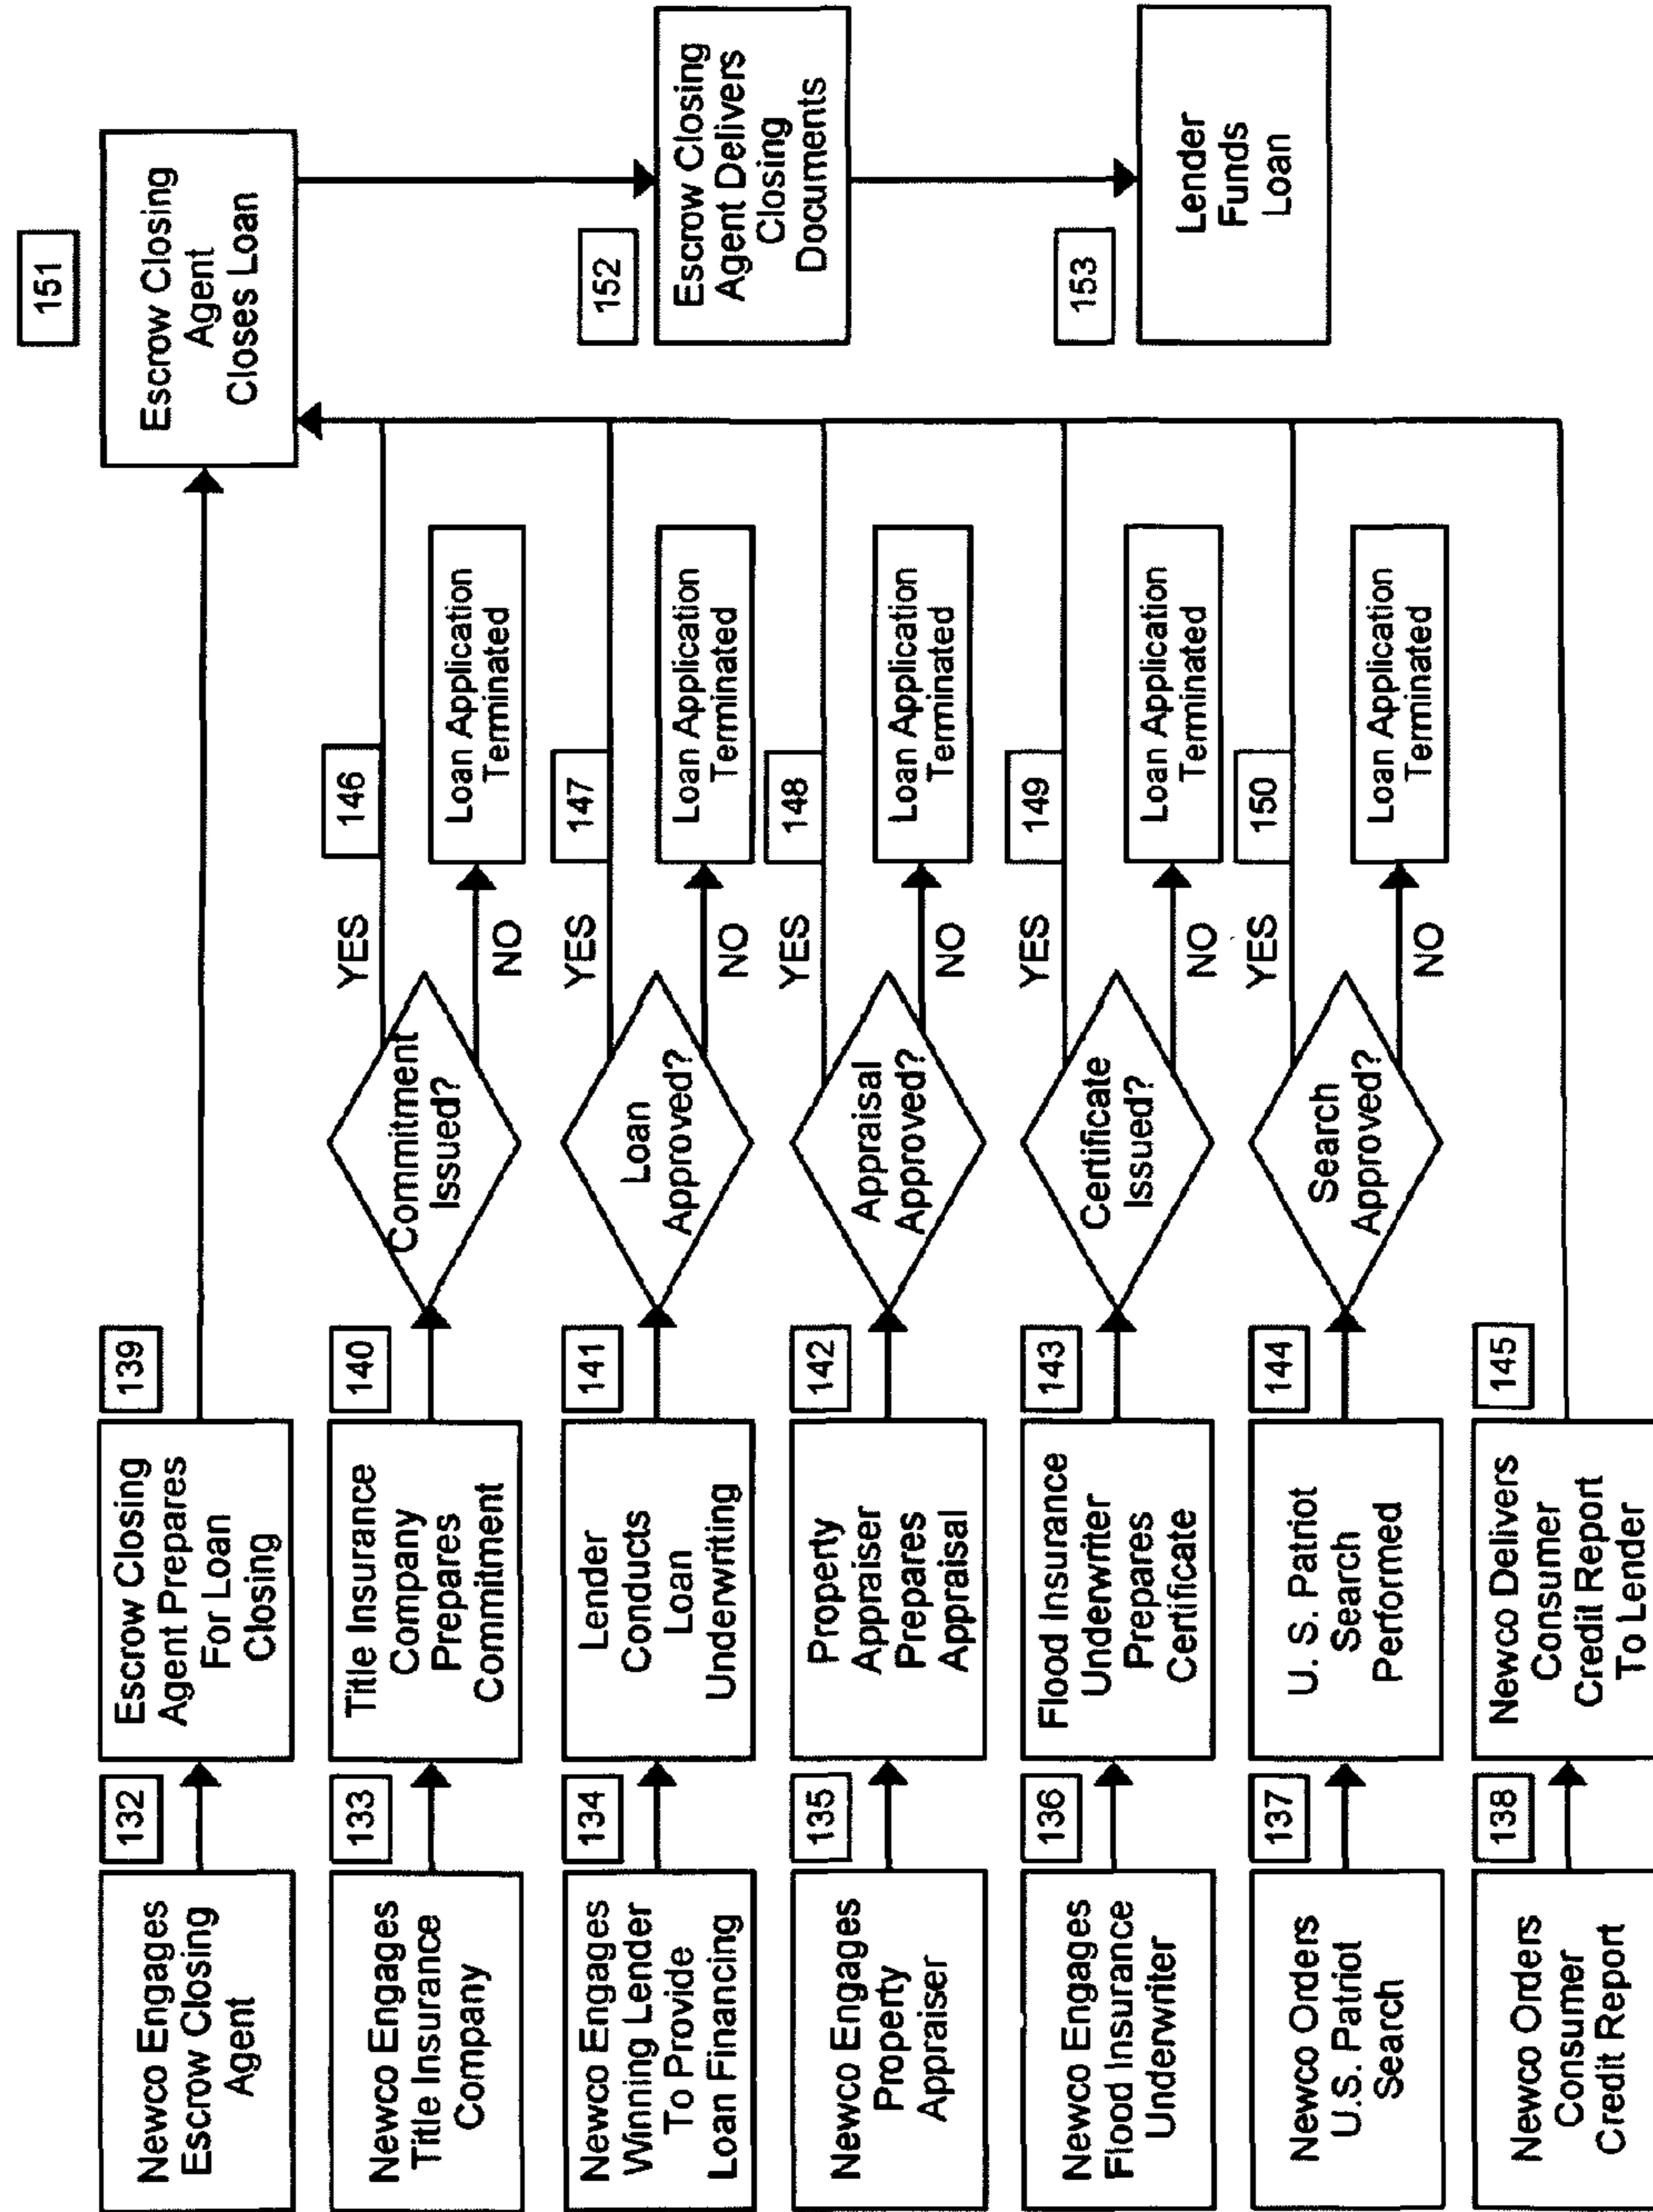 132
Newco Engages
Escrow Closing
Agent
139
Escrow Closing
Agent Prepares
For Loan
Closing
151
Escrow Closing
Agent
Closes Loan
133
Newco Engages
Title Insurance
Company
140
Title Insurance
Company
Prepares
Commitment
Commitment
Issued?
YES
146
NO
Loan Application
Terminated
134
Newco Engages
Winning Lender
To Provide
Loan Financing
141
Lender
Conducts
Loan
Underwriting
Loan
Approved?
YES
147
NO
Loan Application
Terminated
152
Escrow Closing
Agent Delivers
Closing
Documents
135
Newco Engages
Property
Appraiser
142
Property
Appraiser
Prepares
Appraisal
Appraisal
Approved?
YES
148
NO
Loan Application
Terminated
136
Newco Engages
Flood Insurance
Underwriter
143
Flood Insurance
Underwriter
Prepares
Certificate
Certificate
Issued?
YES
149
NO
Loan Application
Terminated
153
Lender
Funds
Loan
137
Newco Orders
U.S. Patriot
Search
144
U. S. Patriot
Search
Performed
Search
Approved?
YES
150
NO
Loan Application
Terminated
138
Newco Orders
Consumer
Credit Report
145
Newco Delivers
Consumer
Credit Report
To Lender